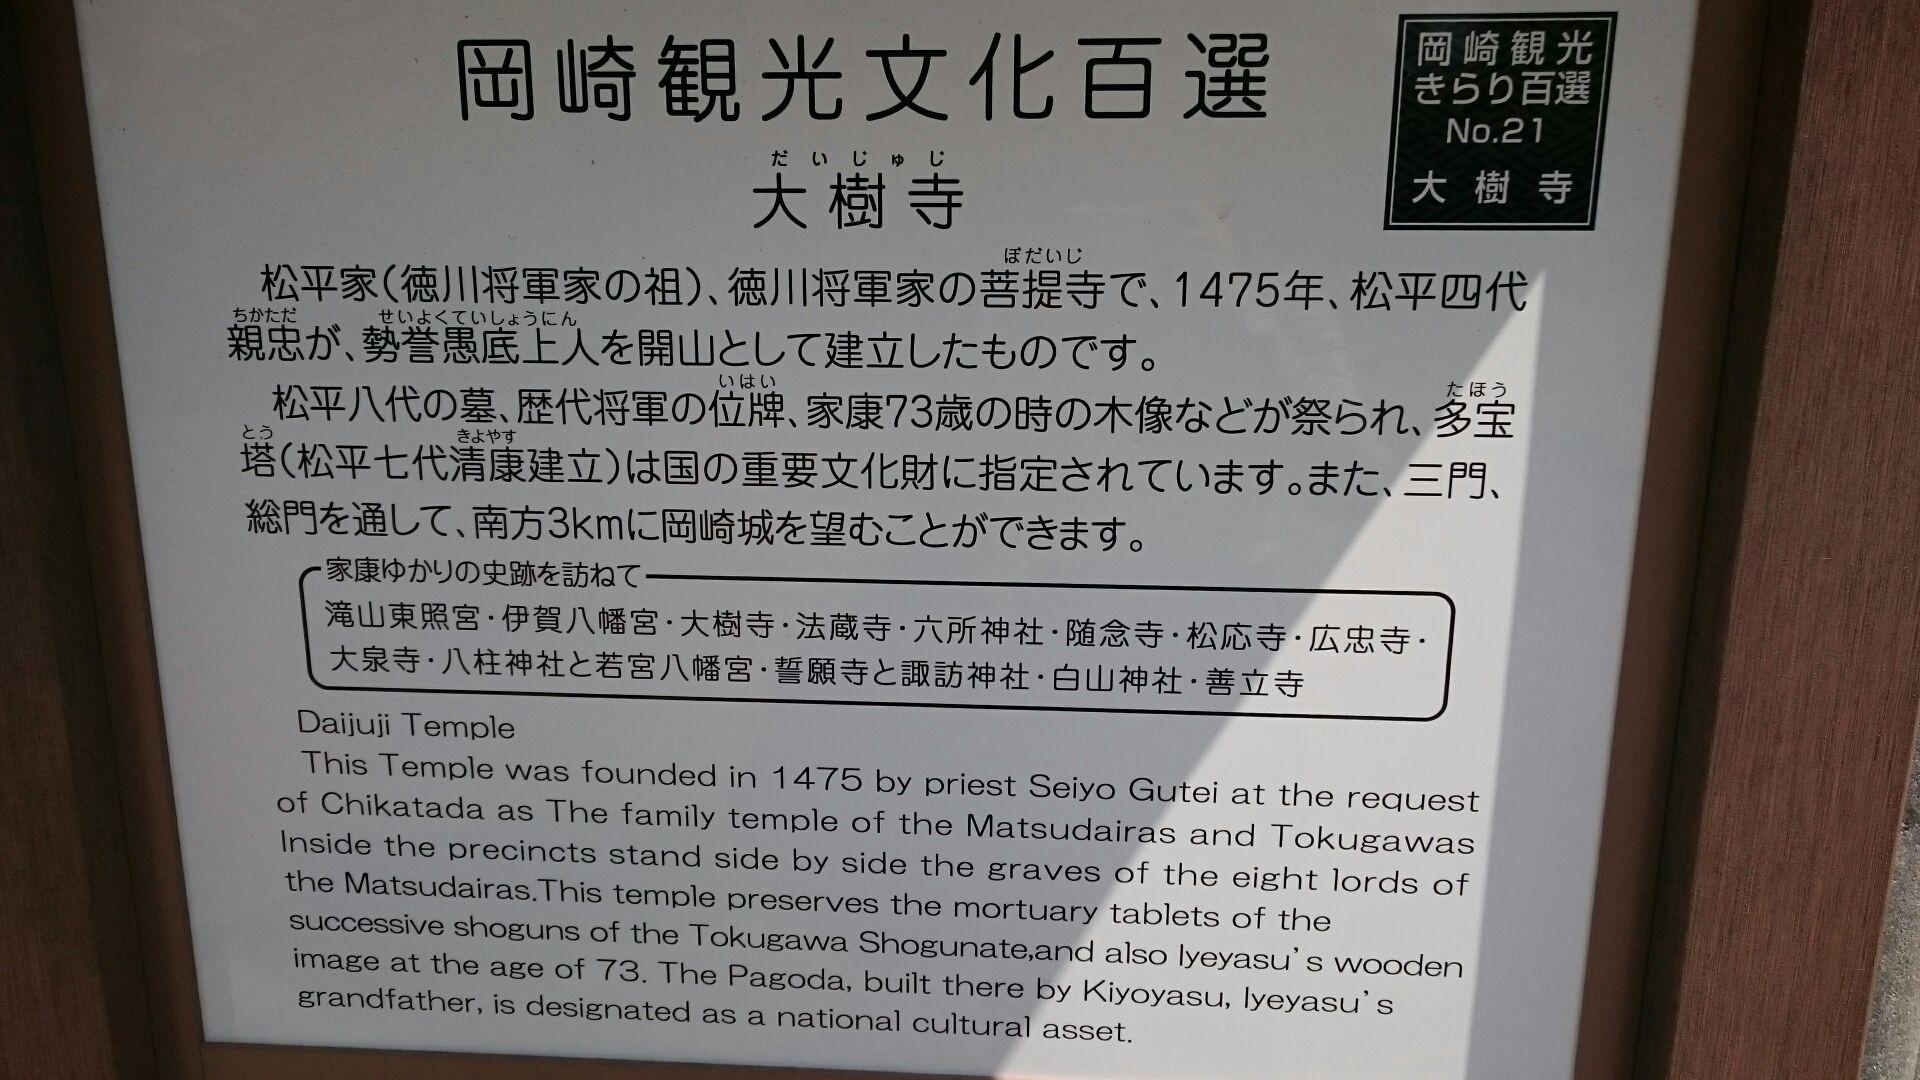 岡崎観光文化百選
岡崎観光
きらり百選
No.21
大樹寺
だいじゅじ
大樹寺
ぼだいじ
松平家(徳川将軍家の祖)、徳川将軍家の菩提寺で、1475年、松平四代
ちかただ せいよくていしょうにん
親忠が、勢誉愚底上人を開山として建立したものです。
いはい たほう
松平八代の墓、歴代将軍の位牌、家康73歳の時の木像などが祭られ、多宝
とう きよやす
塔(松平七代清康建立)は国の重要文化財に指定されています。また、三門、
総門を通して、南方3kmに岡崎城を望むことができます。
家康ゆかりの史跡を訪ねて
滝山東照宮・伊賀八幡宮・大樹寺・法蔵寺・六所神社・随念寺・松応寺・広忠寺・
大泉寺・八柱神社と若宮八幡宮・誓願寺と諏訪神社・白山神社・善立寺
Daijuji Temple
This Temple was founded in 1475 by priest Seiyo Gutei at the request
of Chikatada as The family temple of the Matsudairas and Tokugawas
Inside the precincts stand side by side the graves of the eight lords of
the Matsudairas.This temple preserves the mortuary tablets of the
successive shoguns of the Tokugawa Shogunate,and also Iyeyasu's wooden
image at the age of 73. The Pagoda, built there by Kiyoyasu, Iyeyasu's
grandfather, is designated as a national cultural asset.